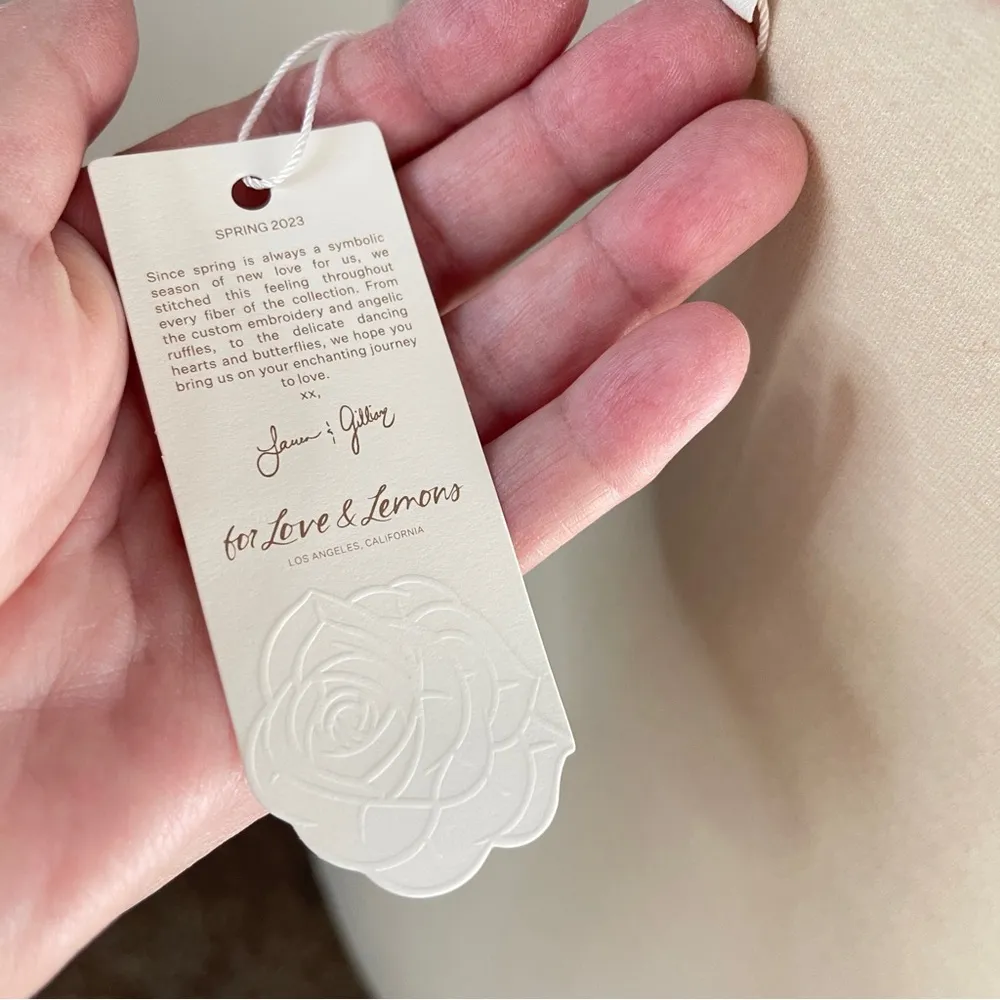 SPRING 2023
Since spring is always a symbolic
season of new love for us, we
stitched this feeling throughout
every fiber of the collection. From
the custom embroidery and angelic
ruffles, to the delicate dancing
hearts and butterflies, we hope you
bring us on your enchanting journey
to love.
xx,
Lauren & Gillian
for Love & Lemons
LOS ANGELES, CALIFORNIA